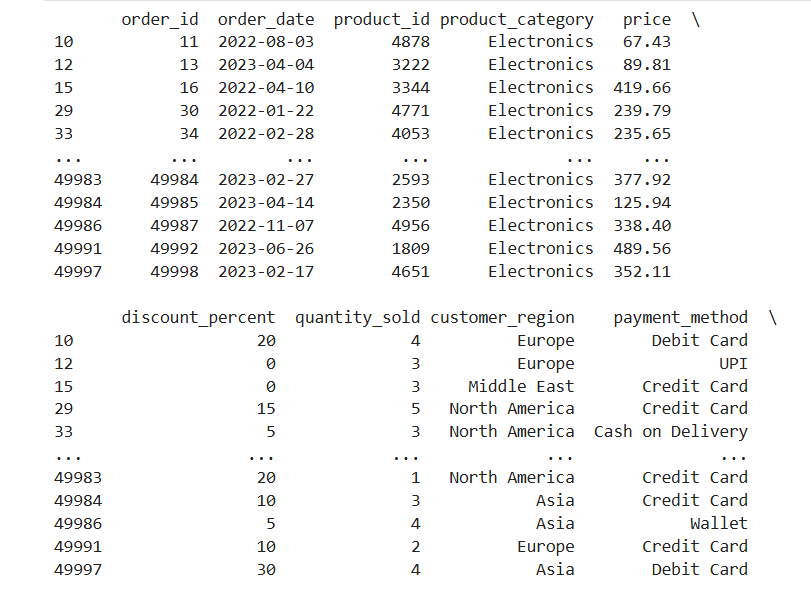 order_id order_date product_id product_category price \
10 11 2022-08-03 4878 Electronics 67.43
12 13 2023-04-04 3222 Electronics 89.81
15 16 2022-04-10 3344 Electronics 419.66
29 30 2022-01-22 4771 Electronics 239.79
33 34 2022-02-28 4053 Electronics 235.65
... ... ... ... ... ...
49983 49984 2023-02-27 2593 Electronics 377.92
49984 49985 2023-04-14 2350 Electronics 125.94
49986 49987 2022-11-07 4956 Electronics 338.40
49991 49992 2023-06-26 1809 Electronics 489.56
49997 49998 2023-02-17 4651 Electronics 352.11
discount_percent quantity_sold customer_region payment_method \
10 20 4 Europe Debit Card
12 0 3 Europe UPI
15 0 3 Middle East Credit Card
29 15 5 North America Credit Card
33 5 3 North America Cash on Delivery
... ... ... ... ...
49983 20 1 North America Credit Card
49984 10 3 Asia Credit Card
49986 5 4 Asia Wallet
49991 10 2 Europe Credit Card
49997 30 4 Asia Debit Card